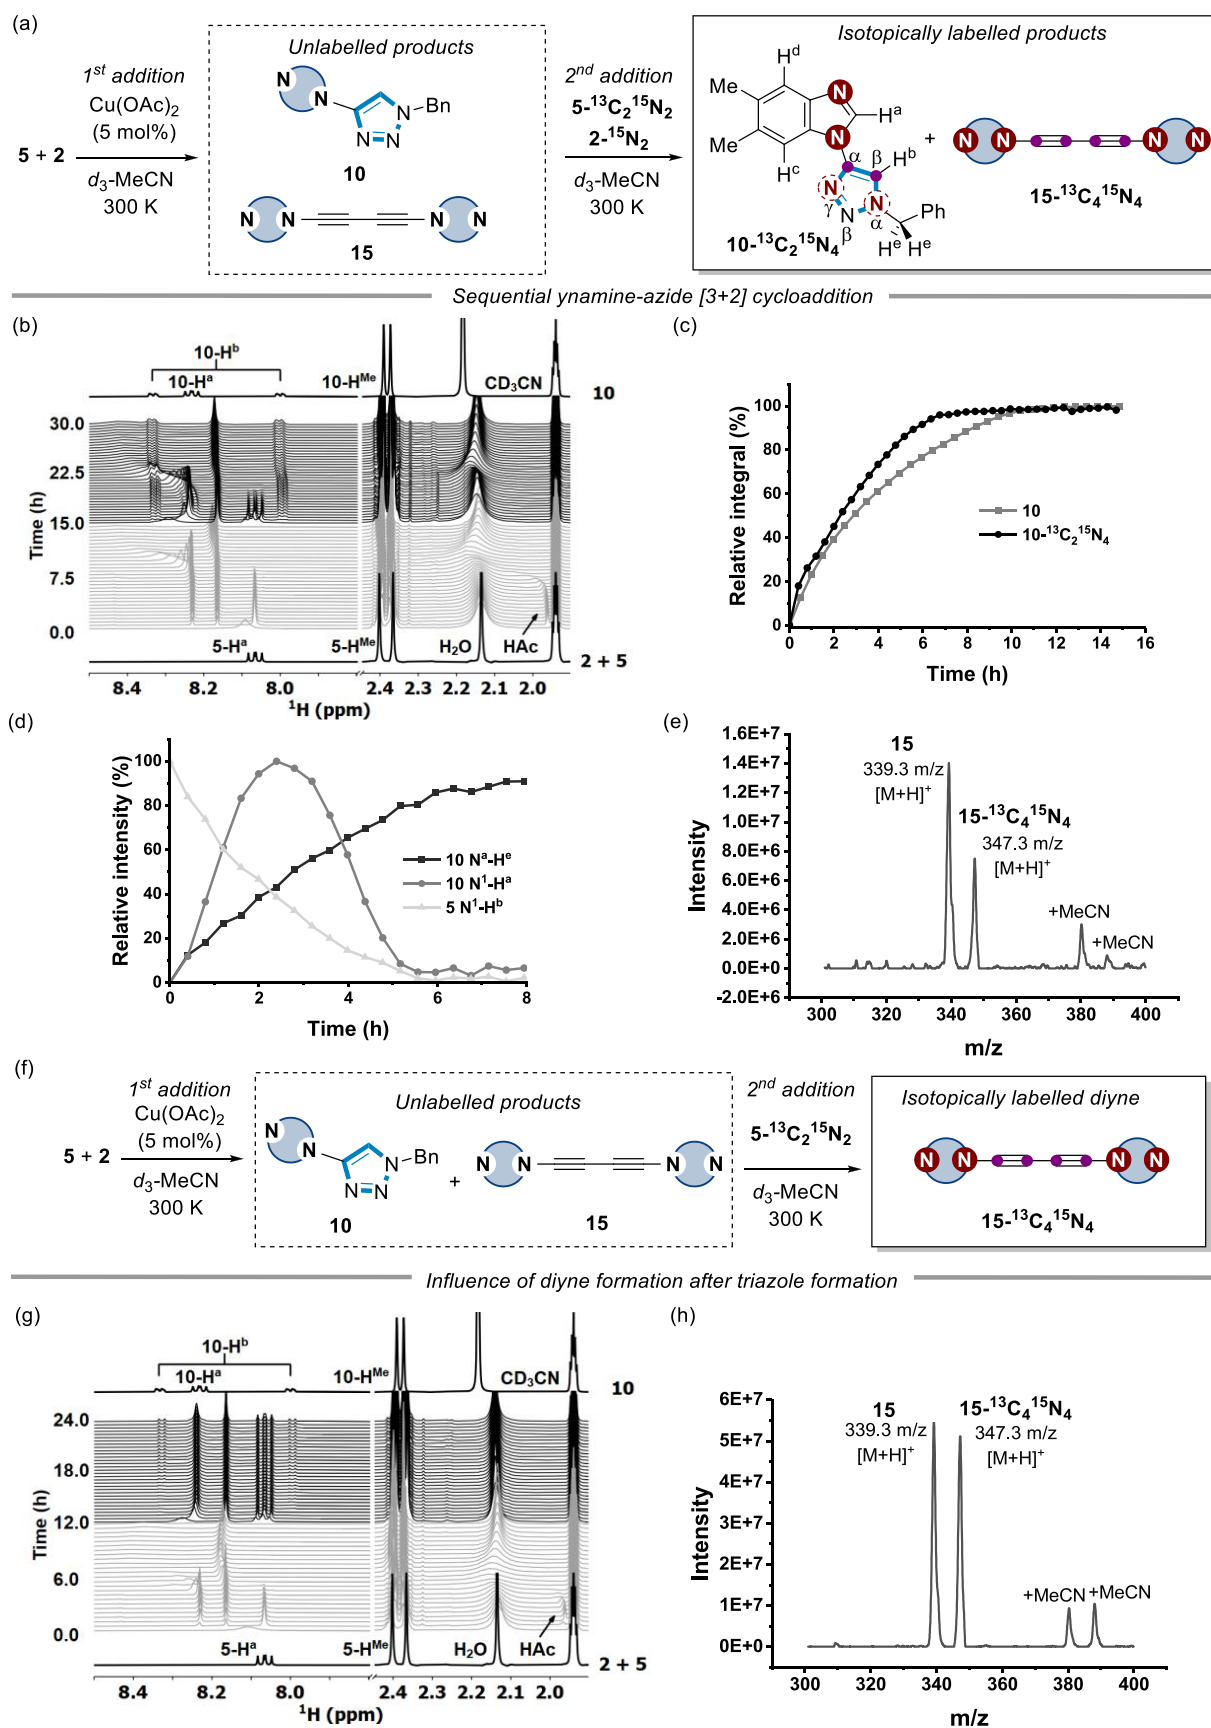 (a)
1st addition
Cu(OAc)2
(5 mol%)
5 + 2
d3-MeCN
300 K
Unlabelled products
N
N
N
N
N
Bn
10
N
N
N
N
15
2nd addition
5-13C215N2
2-15N2
d3-MeCN
300 K
Isotopically labelled products
Hd
Me
Me
N
Ha
N
Hc
α
β
Hb
N
N
N
γ
β
α
Ph
He
He
10-13C215N4
+
N
N
N
N
15-13C415N4
Sequential ynamine-azide [3+2] cycloaddition
(b)
10-Hb
10-Ha
10-HMe
CD3CN
10
30.0
22.5
15.0
7.5
0.0
Time (h)
5-Ha
5-HMe
H2O
HAc
2 + 5
8.4
8.2
8.0
2.4
2.3
2.2
2.1
2.0
1H (ppm)
(c)
Relative integral (%)
100
80
60
40
20
0
10
10-13C215N4
0
2
4
6
8
10
12
14
16
Time (h)
(d)
Relative intensity (%)
100
80
60
40
20
0
10 Na-He
10 N1-Ha
5 N1-Hb
0
2
4
6
8
Time (h)
(e)
Intensity
1.6E+7
1.4E+7
1.2E+7
1.0E+7
8.0E+6
6.0E+6
4.0E+6
2.0E+6
0.0E+0
-2.0E+6
15
339.3 m/z
[M+H]+
15-13C415N4
347.3 m/z
[M+H]+
+MeCN
+MeCN
300
320
340
360
380
400
m/z
(f)
1st addition
Cu(OAc)2
(5 mol%)
5 + 2
d3-MeCN
300 K
Unlabelled products
N
N
N
N
N
Bn
10
+
N
N
N
N
15
2nd addition
5-13C215N2
d3-MeCN
300 K
Isotopically labelled diyne
N
N
N
N
15-13C415N4
Influence of diyne formation after triazole formation
(g)
10-Hb
10-Ha
10-HMe
CD3CN
10
24.0
18.0
12.0
6.0
0.0
Time (h)
5-Ha
5-HMe
H2O
HAc
2 + 5
8.4
8.2
8.0
2.4
2.3
2.2
2.1
2.0
1H (ppm)
(h)
Intensity
6E+7
5E+7
4E+7
3E+7
2E+7
1E+7
0E+0
15
339.3 m/z
[M+H]+
15-13C415N4
347.3 m/z
[M+H]+
+MeCN
+MeCN
300
320
340
360
380
400
m/z